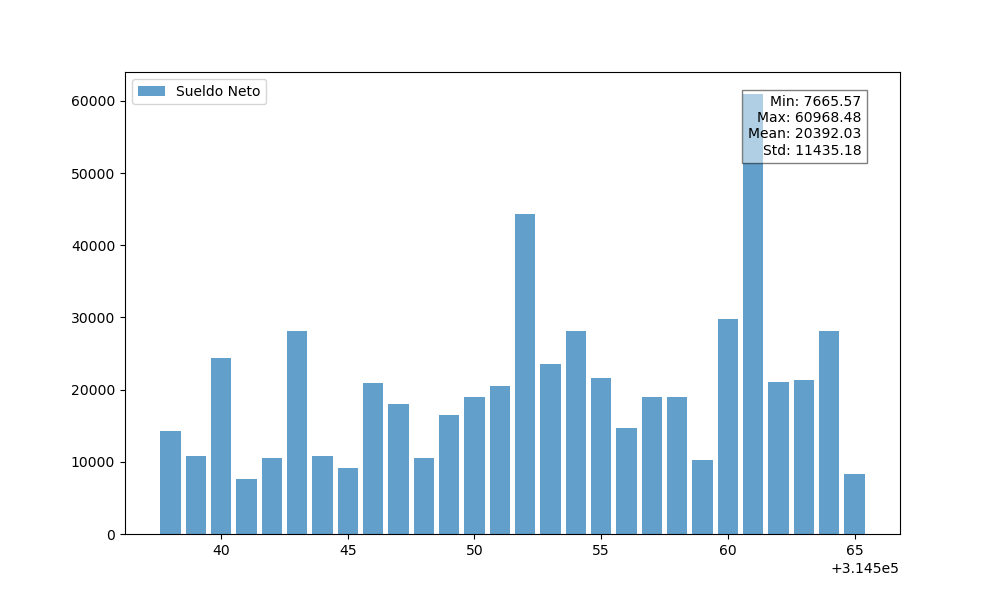 Sueldo Neto
Min: 7665.57
Max: 60968.48
Mean: 20392.03
Std: 11435.18
60000
50000
40000
30000
20000
10000
0
40 45 50 55 60 65
+3.145e5